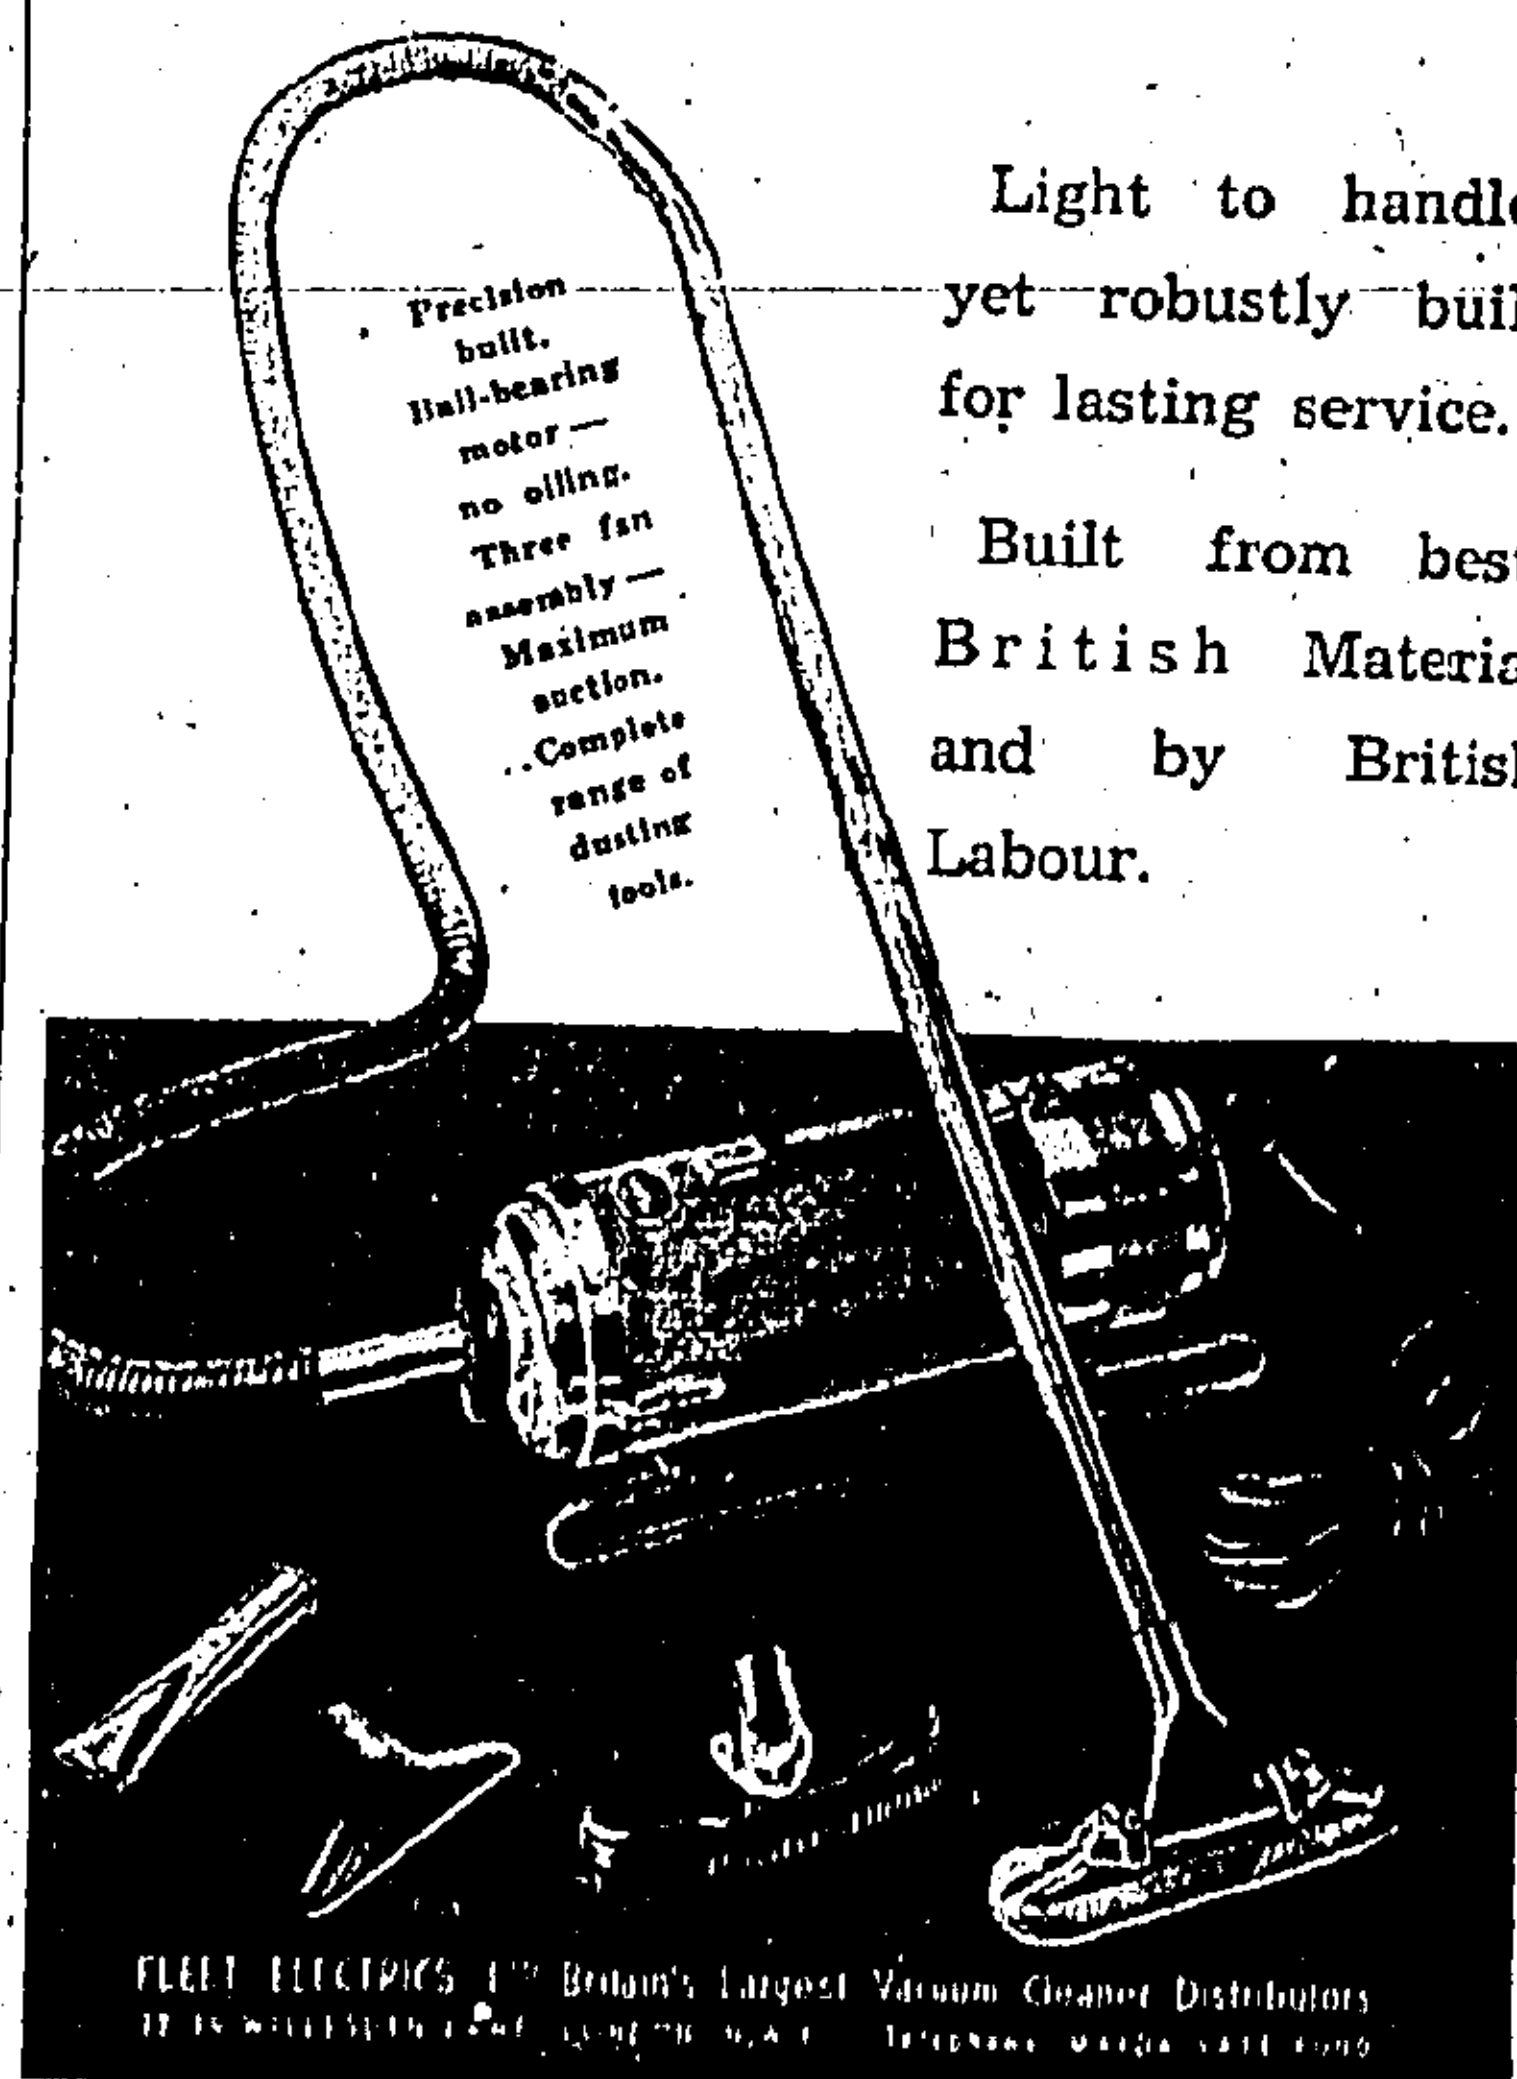 Precision
built.
Ball-bearing
motor —
no oiling.
Three fan
assembly —
Maximum
suction.
..Complete
range of
dusting
tools.
Light to handle
yet robustly buil
for lasting service.
Built from best
British Materia
and by British
Labour.
FLEET ELECTRICS LTD Britain's Largest Vacuum Cleaner Distributors
TELEPHONE